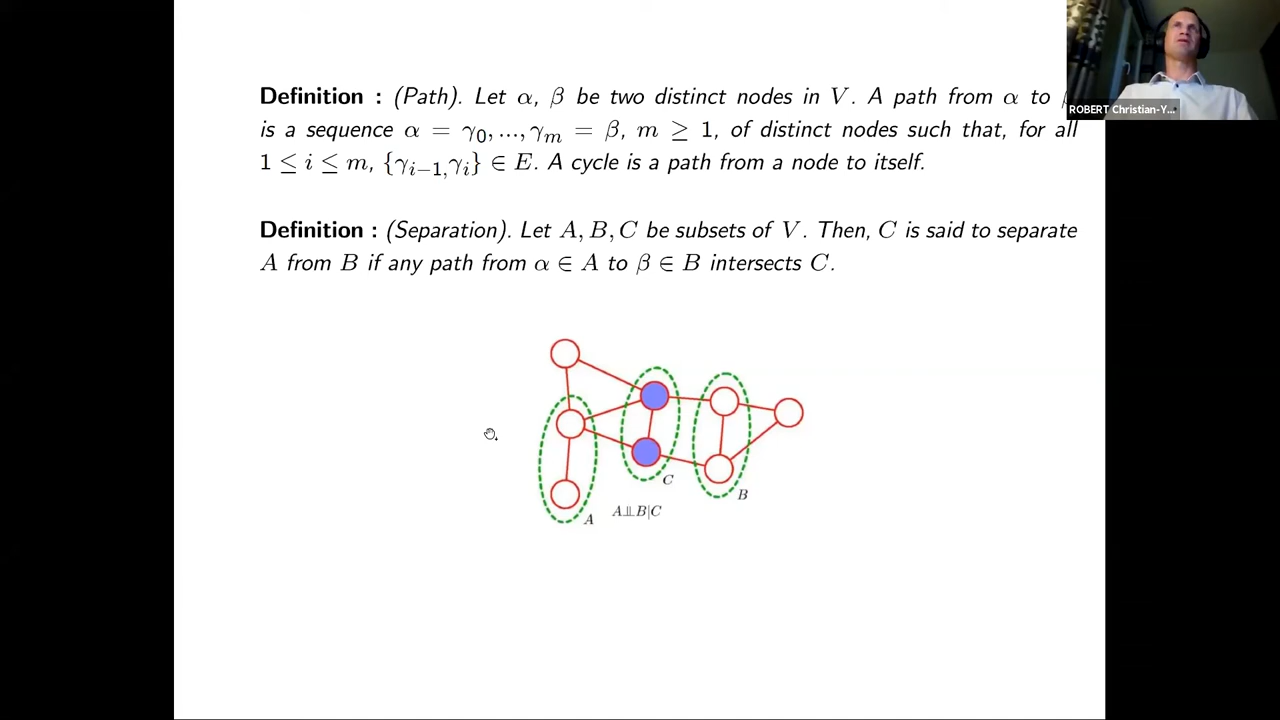 Definition : (Path). Let α, β be two distinct nodes in V. A path from α to
is a sequence α = γ₀, ..., γₘ = β, m ≥ 1, of distinct nodes such that, for all
1 ≤ i ≤ m, {γᵢ₋₁,γᵢ} ∈ E. A cycle is a path from a node to itself.
Definition : (Separation). Let A, B, C be subsets of V. Then, C is said to separate
A from B if any path from α ∈ A to β ∈ B intersects C.
ROBERT Christian-Y...
C
B
A
A⫫B|C